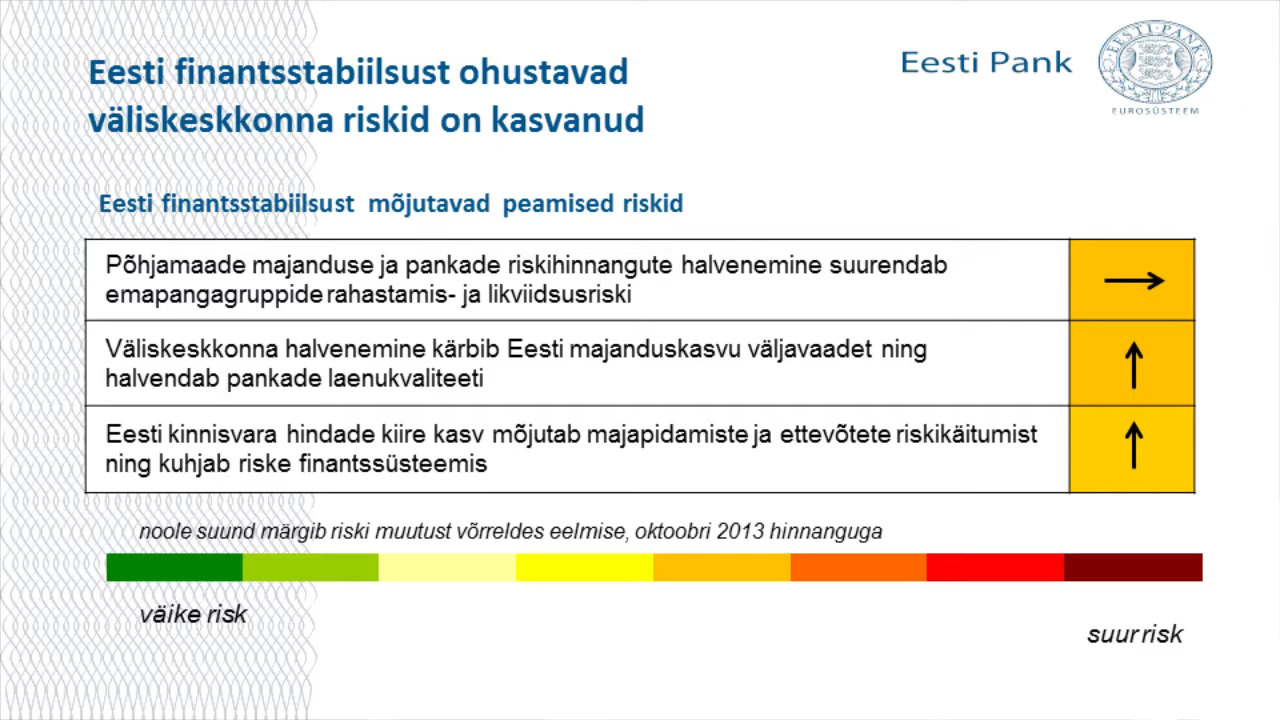 Eesti finantsstabiilsust ohustavad
väliskeskkonna riskid on kasvanud
Eesti Pank
EESTI PANK
EUROSÜSTEEM
Eesti finantsstabiilsust mõjutavad peamised riskid
Põhjamaade majanduse ja pankade riskihinnangute halvenemine suurendab
emapangagruppide rahastamis- ja likviidsusriski
Väliskeskkonna halvenemine kärbib Eesti majanduskasvu väljavaadet ning
halvendab pankade laenukvaliteeti
Eesti kinnisvara hindade kiire kasv mõjutab majapidamiste ja ettevõtete riskikäitumist
ning kuhjab riske finantssüsteemis
noole suund märgib riski muutust võrreldes eelmise, oktoobri 2013 hinnanguga
väike risk
suur risk